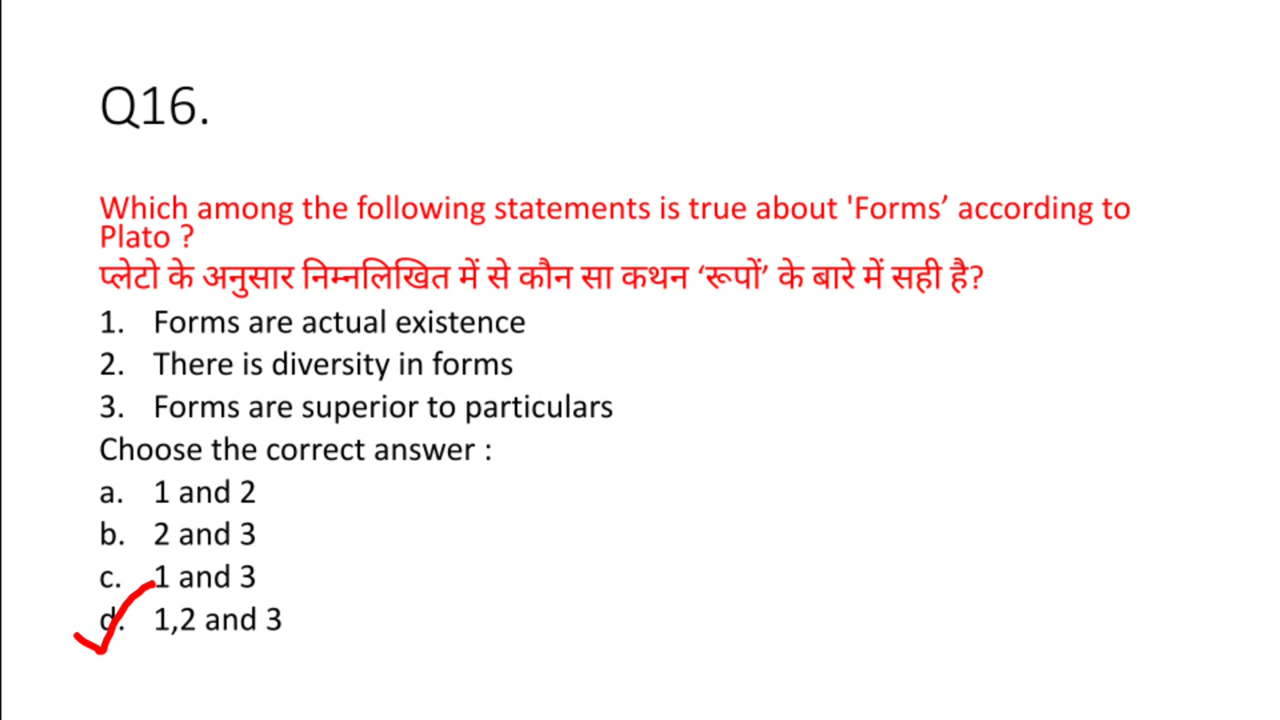 Q16.
Which among the following statements is true about 'Forms’ according to
Plato ?
प्लेटो के अनुसार निम्नलिखित में से कौन सा कथन ‘रूपों’ के बारे में सही है?
1. Forms are actual existence
2. There is diversity in forms
3. Forms are superior to particulars
Choose the correct answer :
a. 1 and 2
b. 2 and 3
c. 1 and 3
d. 1,2 and 3